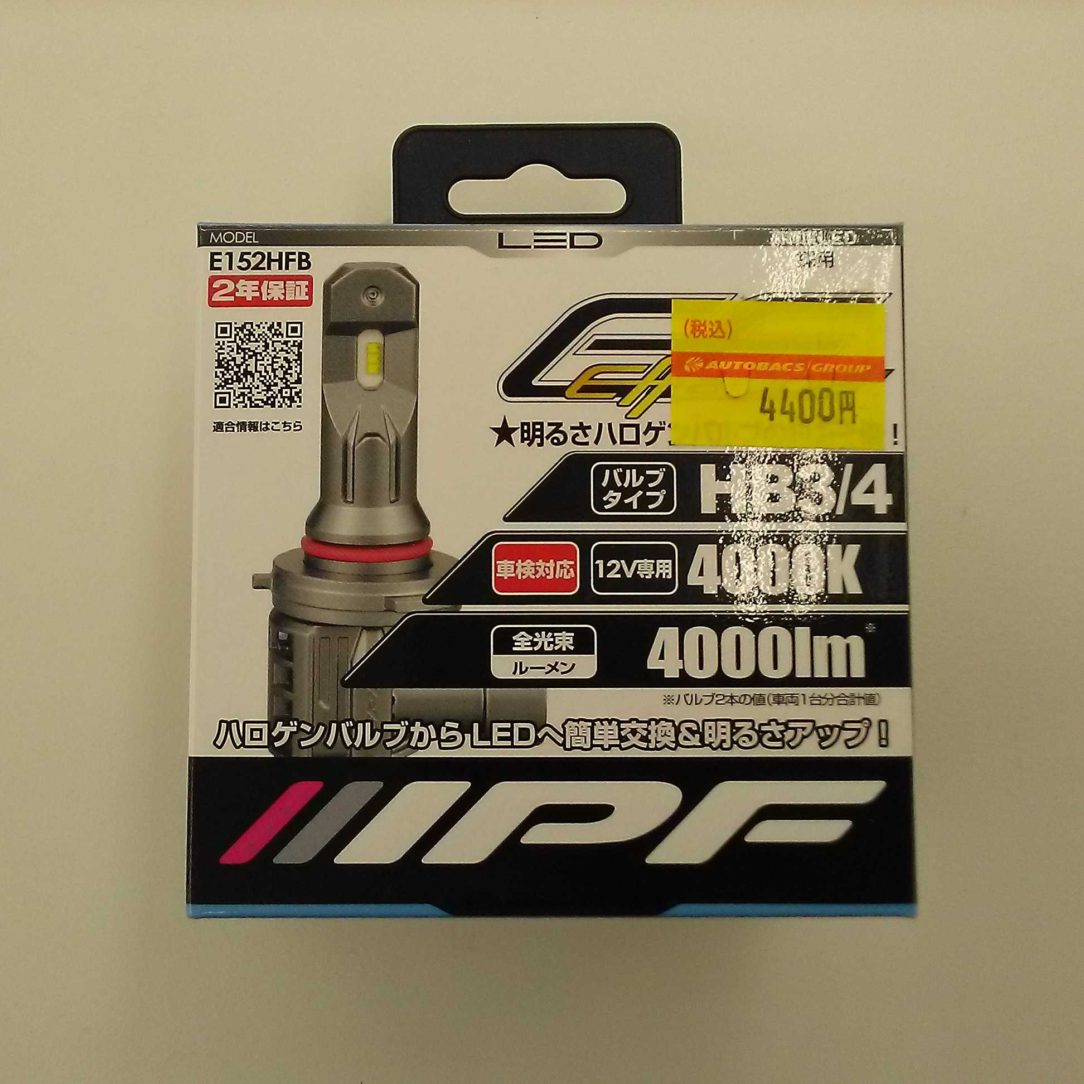 MODEL
LED
E152HFB
2年保証
適合情報はこちら
(税込)
AUTOBACS GROUP
4400円
★明るさハロゲン
バルブ
タイプ
HB3/4
車検対応
12V専用
4000K
全光束
ルーメン
4000lm※
※バルブ2本の値(車両1台分合計値)
ハロゲンバルブからLEDへ簡単交換&明るさアップ!
IPF